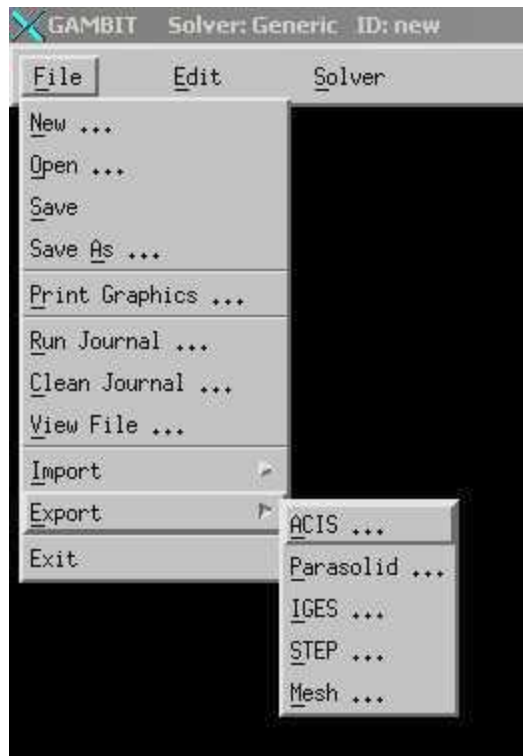 GAMBIT Solver: Generic ID: new
File Edit Solver
New ...
Open ...
Save
Save As ...
Print Graphics ...
Run Journal ...
Clean Journal ...
View File ...
Import
Export
Exit
ACIS ...
Parasolid ...
IGES ...
STEP ...
Mesh ...